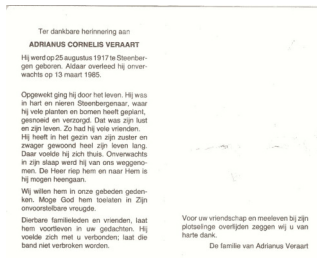 Ter dankbare herinnering aan
ADRIANUS CORNELIS VERAART
Hij werd op 25 augustus 1917 te Steenber-
gen geboren. Aldaar overleed hij onver-
wachts op 13 maart 1985.
Opgewekt ging hij door het leven. Hij was
in hart en nieren Steenbergenaar, waar
hij vele planten en bomen heeft geplant,
gesnoeid en verzorgd. Dat was zijn lust
en zijn leven. Zo had hij vele vrienden.
Hij heeft in het gezin van zijn zuster en
zwager gewoond heel zijn leven lang.
Daar voelde hij zich thuis. Onverwachts
in zijn slaap werd hij van ons weggeno-
men. De Heer riep hem en naar Hem is
hij mogen heengaan.
Wij willen hem in onze gebeden geden-
ken. Moge God hem toelaten in Zijn
onvoorstelbare vreugde.
Dierbare familieleden en vrienden, laat
hem voortleven in uw gedachten. Hij
voelde zich met u verbonden; laat die
band niet verbroken worden.
Voor uw vriendschap en meeleven bij zijn
plotselinge overlijden zeggen wij u van
harte dank.
De familie van Adrianus Veraart